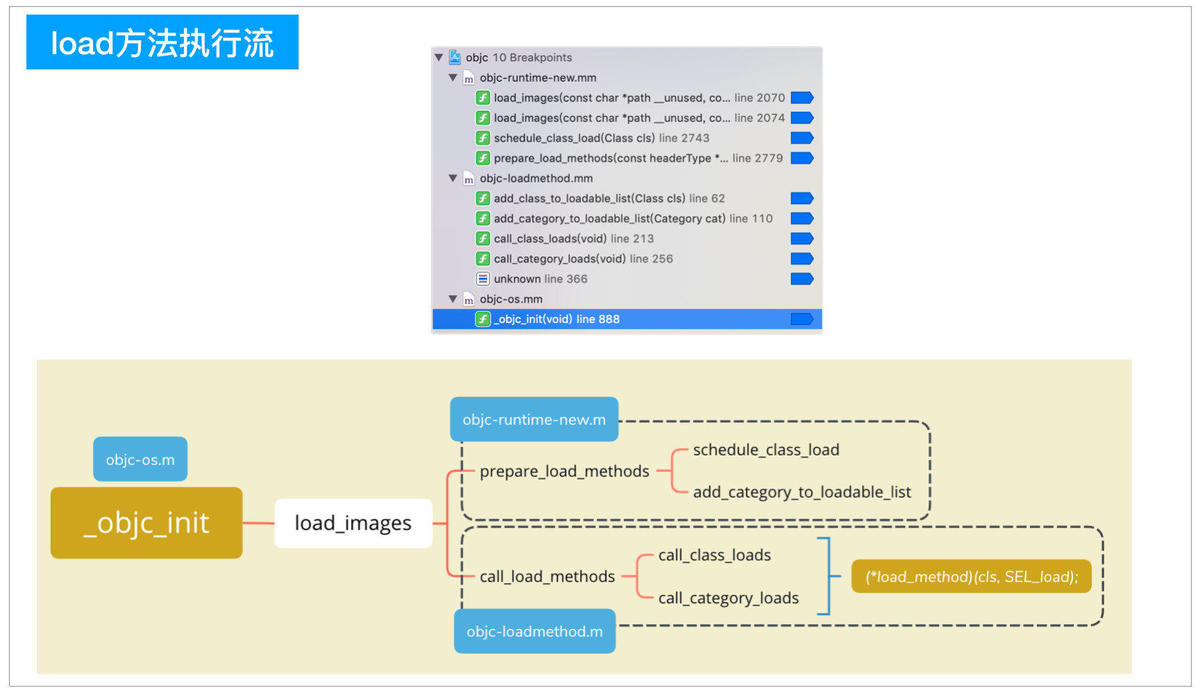 load方法执行流
objc 10 Breakpoints
objc-runtime-new.mm
load_images(const char *path __unused, co... line 2070
load_images(const char *path __unused, co... line 2074
schedule_class_load(Class cls) line 2743
prepare_load_methods(const headerType *... line 2779
objc-loadmethod.mm
add_class_to_loadable_list(Class cls) line 62
add_category_to_loadable_list(Category cat) line 110
call_class_loads(void) line 213
call_category_loads(void) line 256
unknown line 366
objc-os.mm
_objc_init(void) line 888
objc-os.m
_objc_init
load_images
objc-runtime-new.m
prepare_load_methods
schedule_class_load
add_category_to_loadable_list
call_load_methods
call_class_loads
call_category_loads
(*load_method)(cls, SEL_load);
objc-loadmethod.m